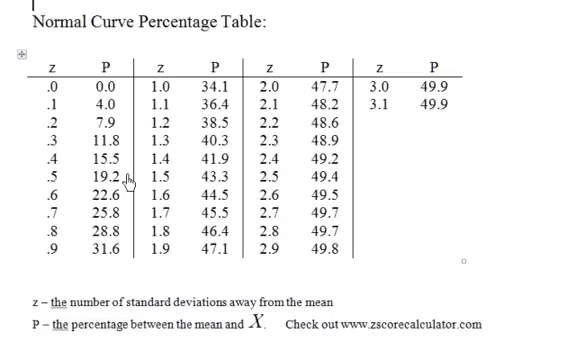 Normal Curve Percentage Table:
z P z P z P z P
.0 0.0 1.0 34.1 2.0 47.7 3.0 49.9
.1 4.0 1.1 36.4 2.1 48.2 3.1 49.9
.2 7.9 1.2 38.5 2.2 48.6
.3 11.8 1.3 40.3 2.3 48.9
.4 15.5 1.4 41.9 2.4 49.2
.5 19.2 1.5 43.3 2.5 49.4
.6 22.6 1.6 44.5 2.6 49.5
.7 25.8 1.7 45.5 2.7 49.7
.8 28.8 1.8 46.4 2.8 49.7
.9 31.6 1.9 47.1 2.9 49.8
z – the number of standard deviations away from the mean
P – the percentage between the mean and X. Check out www.zscorecalculator.com